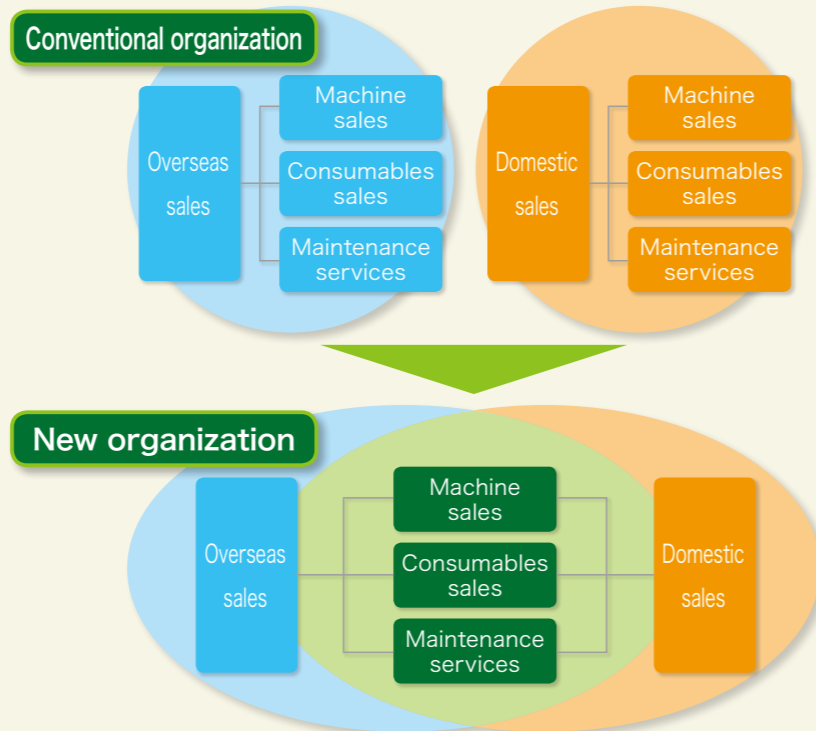 Conventional organization
Overseas
sales
Machine
sales
Consumables
sales
Maintenance
services
Domestic
sales
Machine
sales
Consumables
sales
Maintenance
services
New organization
Overseas
sales
Machine
sales
Consumables
sales
Maintenance
services
Domestic
sales